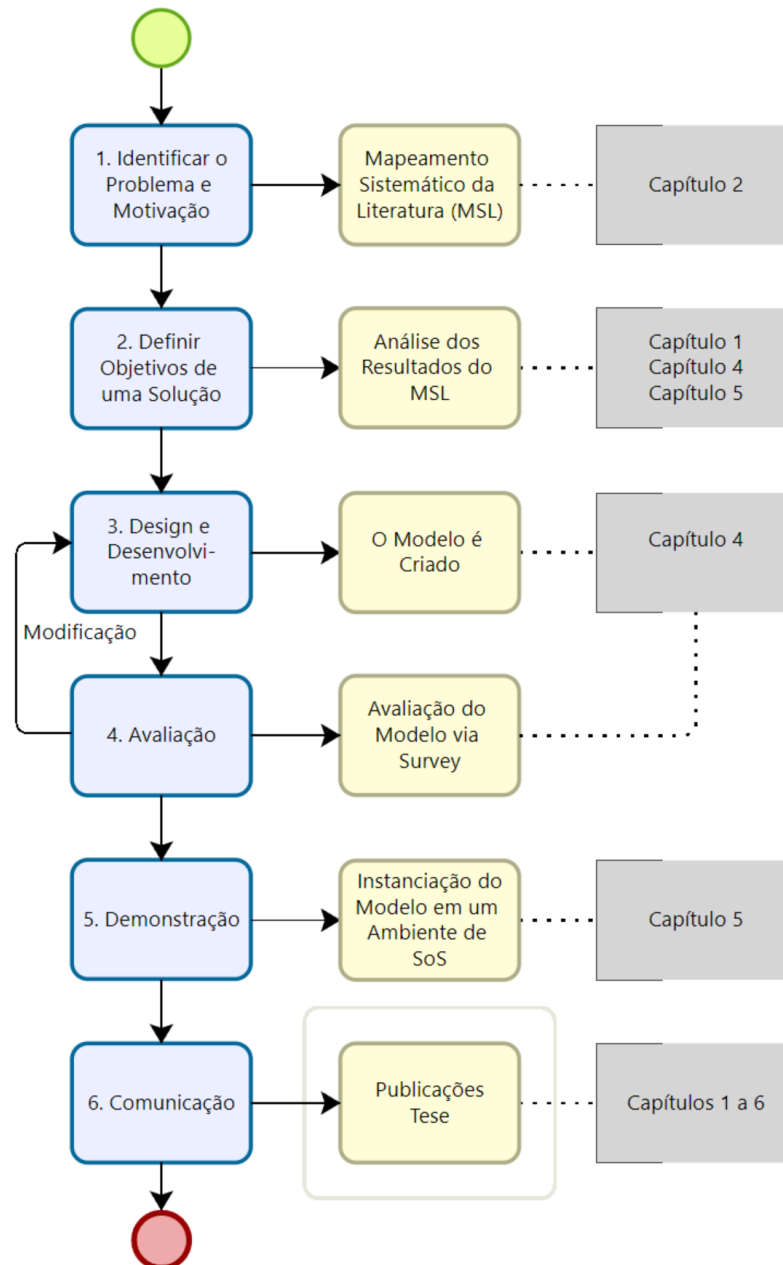 1. Identificar o
Problema e
Motivação
Mapeamento
Sistemático da
Literatura (MSL)
Capítulo 2
2. Definir
Objetivos de
uma Solução
Análise dos
Resultados do
MSL
Capítulo 1
Capítulo 4
Capítulo 5
3. Design e
Desenvolvi-
mento
O Modelo é
Criado
Capítulo 4
Modificação
4. Avaliação
Avaliação do
Modelo via
Survey
5. Demonstração
Instanciação do
Modelo em um
Ambiente de
SoS
Capítulo 5
6. Comunicação
Publicações
Tese
Capítulos 1 a 6